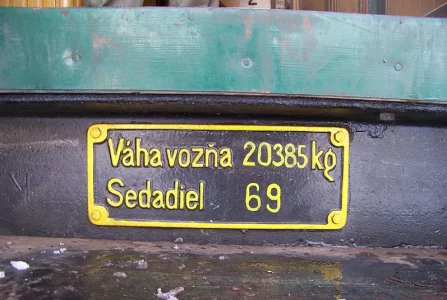 Váha vozňa 20385 kg
Sedadiel 69